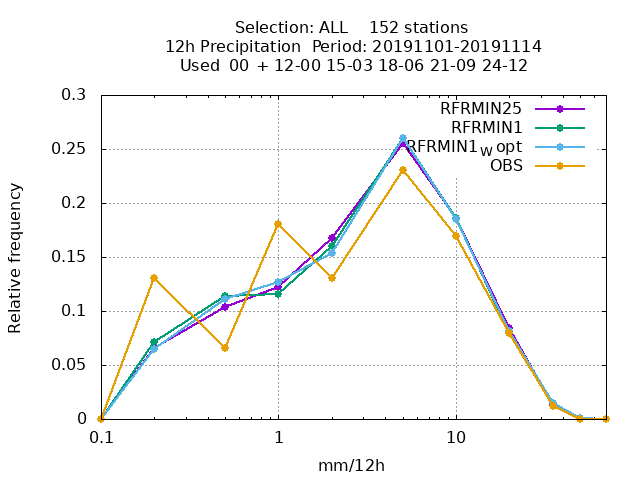 Selection: ALL    152 stations
12h Precipitation  Period: 20191101-20191114
Used  00 + 12-00 15-03 18-06 21-09 24-12
RFRMIN25
RFRMIN1
RFRMIN1_W opt
OBS
Relative frequency
0.3
0.25
0.2
0.15
0.1
0.05
0
0.1 1 10
mm/12h